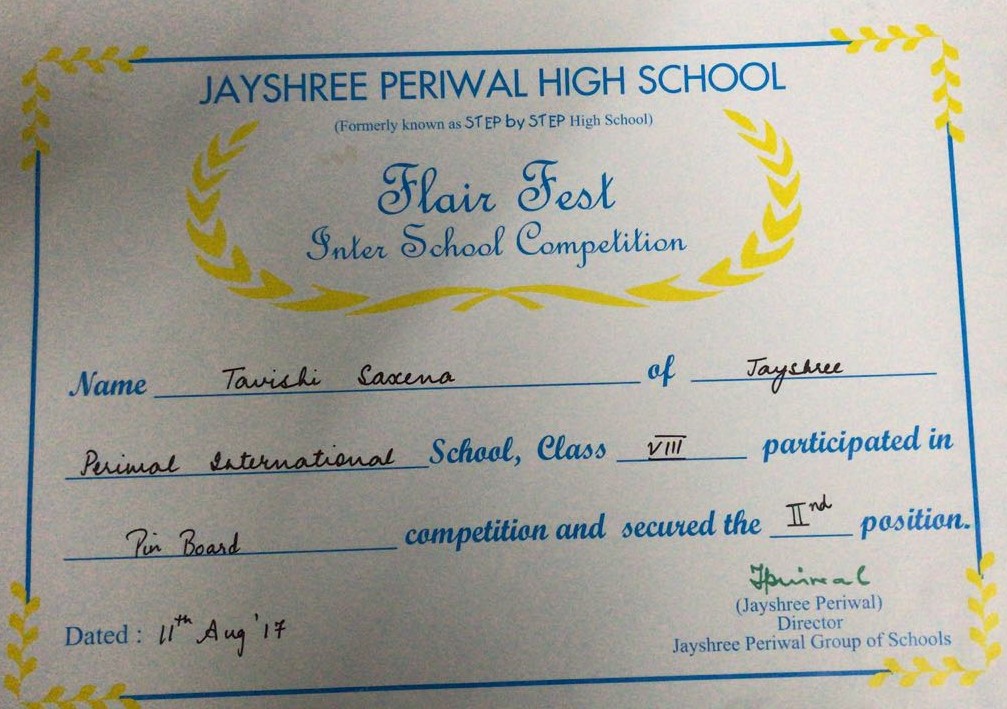 JAYSHREE PERIWAL HIGH SCHOOL
(Formerly known as STEP by STEP High School)
Flair Fest
Inter School Competition
Name Tavishi Saxena of Jayshree
Periwal International School, Class VIII participated in
Pin Board competition and secured the IInd position.
JPeriwal
(Jayshree Periwal)
Dated : 11th Aug '17 Director
Jayshree Periwal Group of Schools